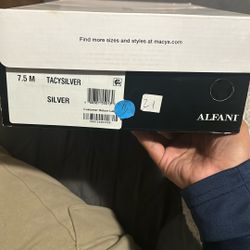 Find more sizes and styles at macys.com
7.5 M TACYSILVER
SILVER
21
ALFANI